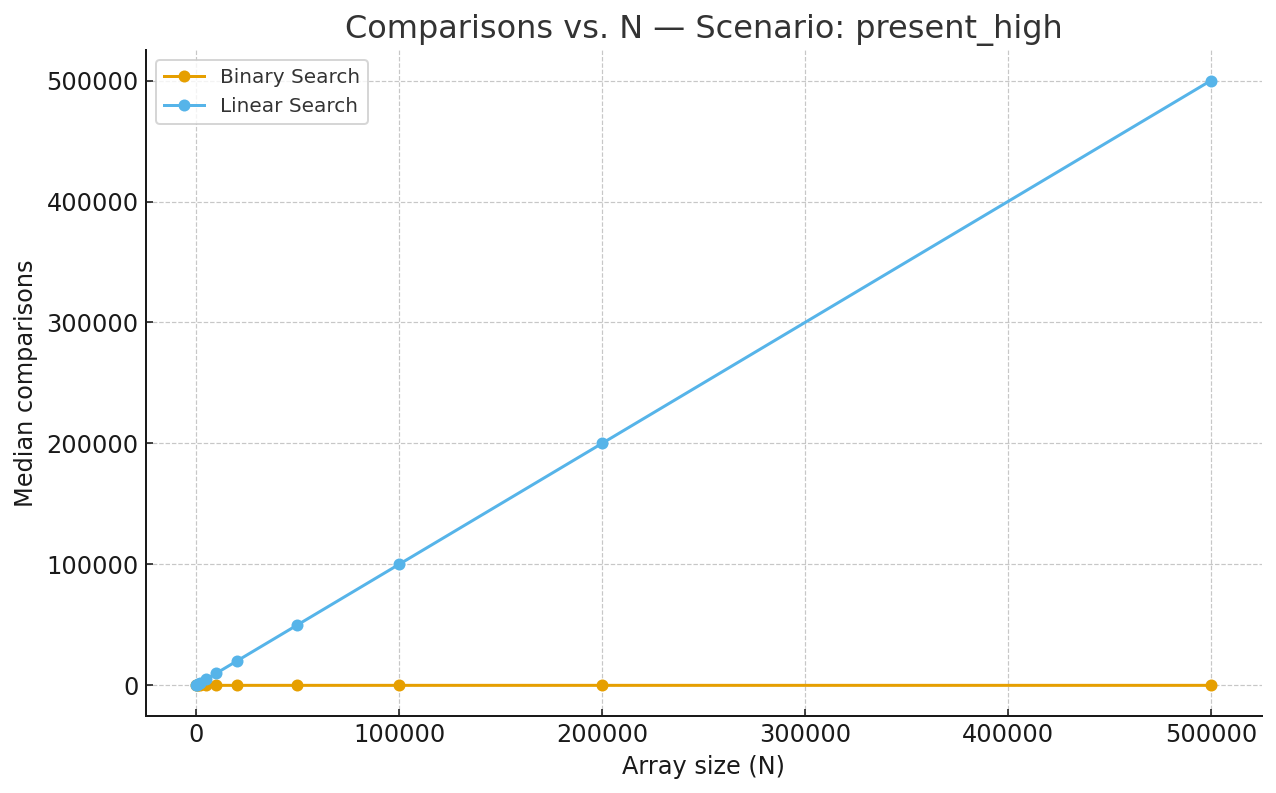 Comparisons vs. N — Scenario: present_high
Binary Search
Linear Search
500000
400000
300000
200000
100000
0
Median comparisons
0 100000 200000 300000 400000 500000
Array size (N)